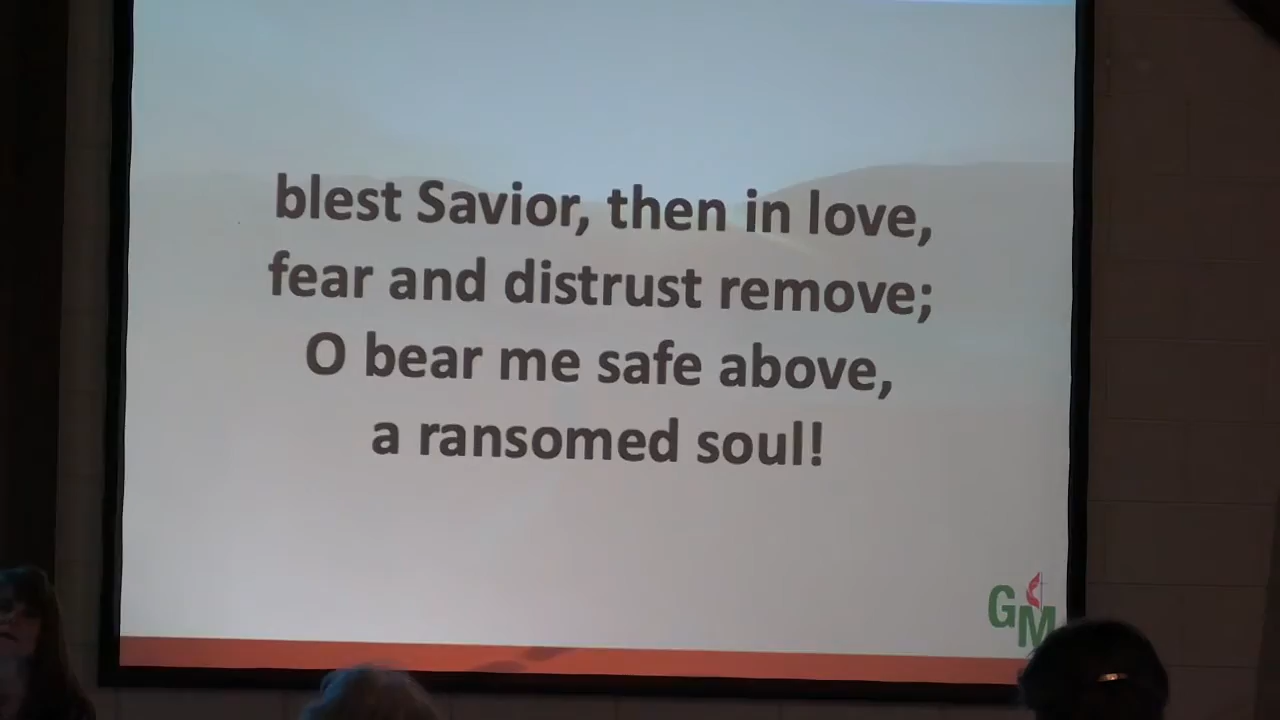 blest Savior, then in love,
fear and distrust remove;
O bear me safe above,
a ransomed soul!
GM